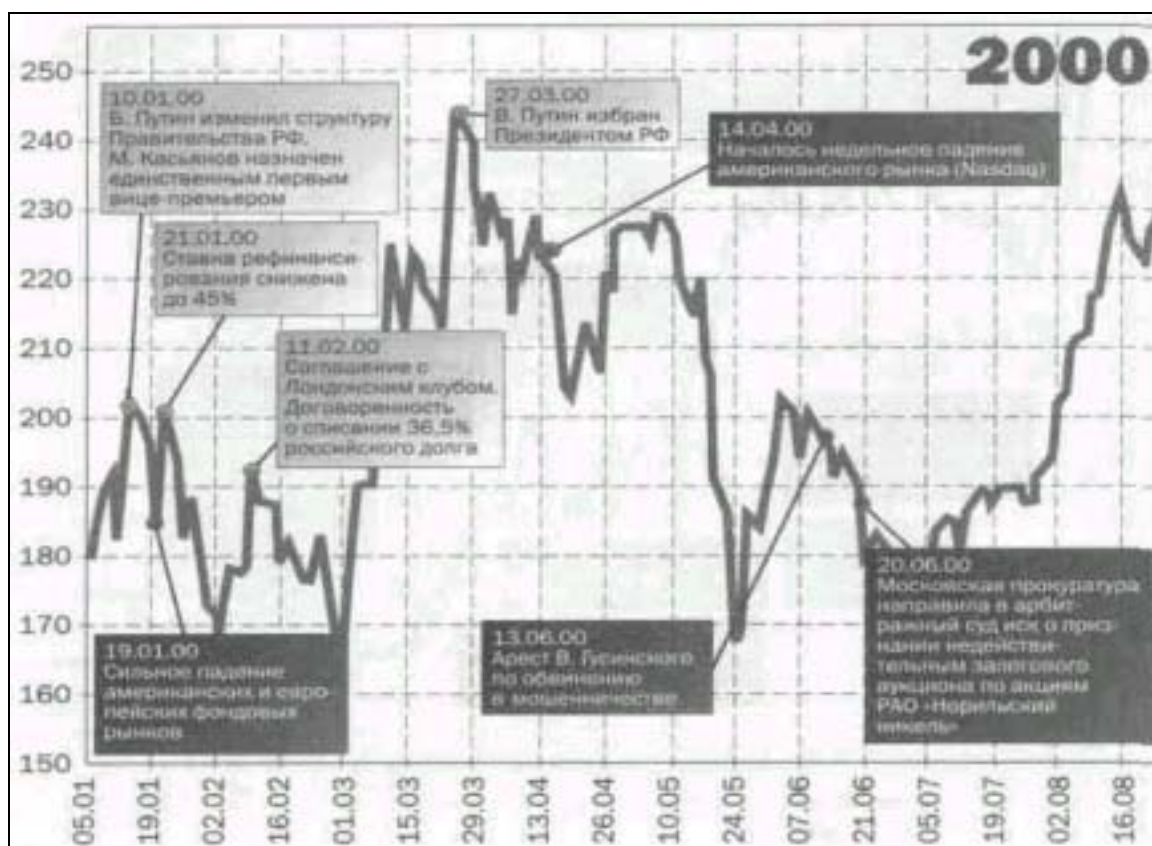 2000
250
240
230
220
210
200
190
180
170
160
150
10.01.00
В. Путин изменил структуру
Правительства РФ.
М. Касьянов назначен
единственным первым
вице-премьером
21.01.00
Ставка рефинанси-
рования снижена
до 45%
11.02.00
Соглашение с
Лондонским клубом.
Договоренность
о списании 36,5%
российского долга
27.03.00
В. Путин избран
Президентом РФ
14.04.00
Началось недельное падение
американского рынка (Nasdaq)
19.01.00
Сильное падение
американских и евро-
пейских фондовых
рынков
13.06.00
Арест В. Гусинского
по обвинению
в мошенничестве
20.06.00
Московская прокуратура
направила в арбит-
ражный суд иск о приз-
нании недействи-
тельным залогового
аукциона по акциям
РАО «Норильский
никель»
05.01
19.01
02.02
16.02
01.03
15.03
29.03
13.04
26.04
10.05
24.05
07.06
21.06
05.07
19.07
02.08
16.08